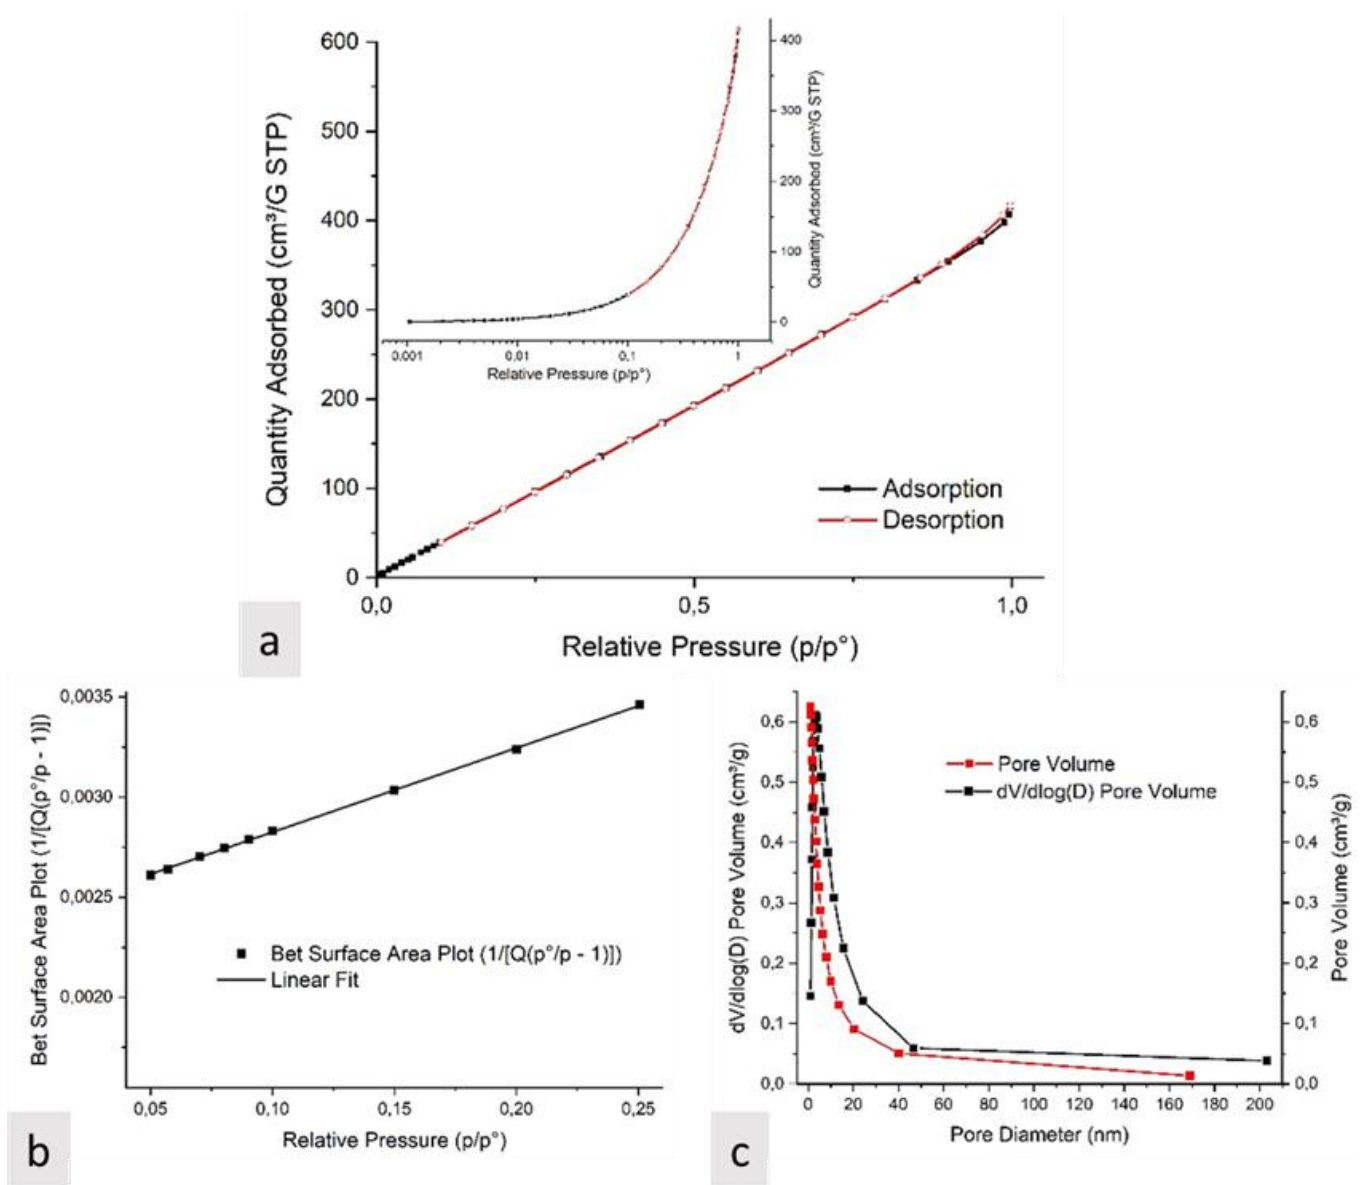 600
500
400
300
200
100
0
Quantity Adsorbed (cm³/G STP)
0,0
0,5
1,0
Relative Pressure (p/p°)
400
300
200
100
0
Quantity Adsorbed (cm³/G STP)
0.001
0,01
0,1
1
Relative Pressure (p/p°)
Adsorption
Desorption
a
0,0035
0,0030
0,0025
0,0020
Bet Surface Area Plot (1/[Q(p°/p - 1)])
Bet Surface Area Plot (1/[Q(p°/p - 1)])
Linear Fit
0,05
0,10
0,15
0,20
0,25
Relative Pressure (p/p°)
b
0,6
0,5
0,4
0,3
0,2
0,1
0,0
dV/dlog(D) Pore Volume (cm³/g)
Pore Volume
dV/dlog(D) Pore Volume
0,6
0,5
0,4
0,3
0,2
0,1
0,0
Pore Volume (cm³/g)
0
20
40
60
80
100
120
140
160
180
200
Pore Diameter (nm)
c